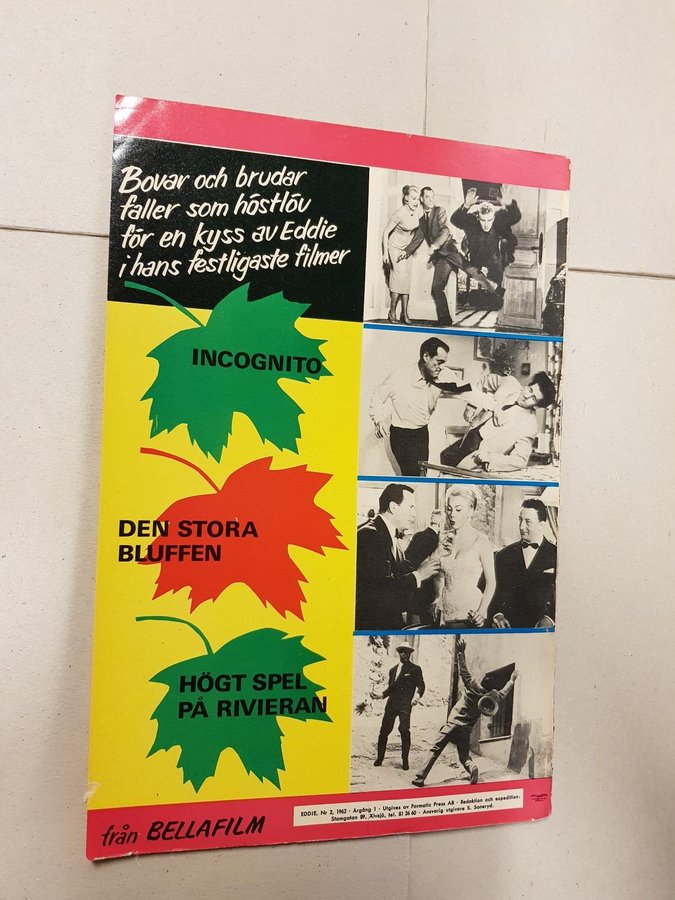 Bovar och brudar
faller som höstlöv
för en kyss av Eddie
i hans festligaste filmer
INCOGNITO
DEN STORA
BLUFFEN
HÖGT SPEL
PÅ RIVIERAN
från BELLAFILM
EDDIE, Nr 2, 1962 · Årgång 1 · Utgives av Formatic Press AB · Redaktion och expedition:
Stamgatan 89, Älvsjö, tel. 81 26 60 · Ansvarig utgivare S. Soneryd.